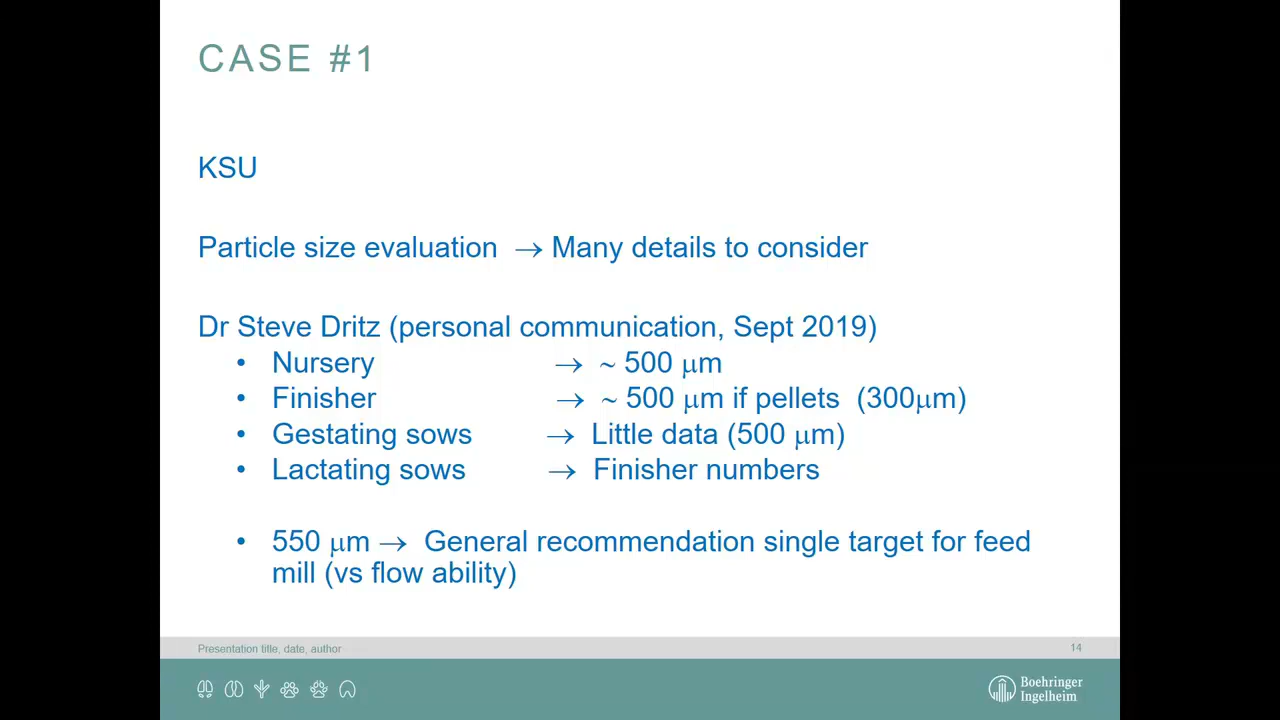 CASE #1
KSU
Particle size evaluation → Many details to consider
Dr Steve Dritz (personal communication, Sept 2019)
• Nursery → ~ 500 μm
• Finisher → ~ 500 μm if pellets (300μm)
• Gestating sows → Little data (500 μm)
• Lactating sows → Finisher numbers
• 550 μm → General recommendation single target for feed
mill (vs flow ability)
Presentation title, date, author
14
Boehringer
Ingelheim